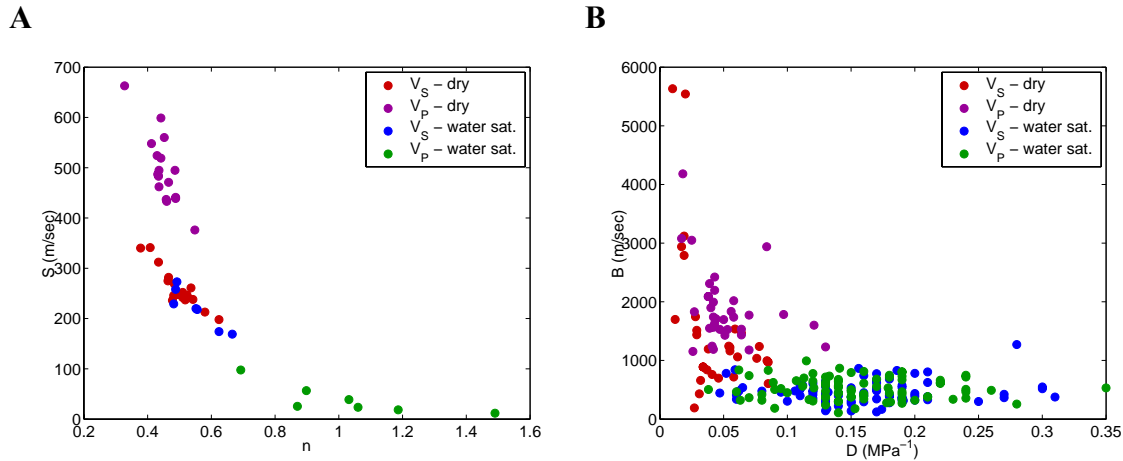 A
B
700
600
500
400
300
200
100
0
S (m/sec)
0.2 0.4 0.6 0.8 1 1.2 1.4 1.6
n
V_S − dry
V_P − dry
V_S − water sat.
V_P − water sat.
6000
5000
4000
3000
2000
1000
0
B (m/sec)
0 0.05 0.1 0.15 0.2 0.25 0.3 0.35
D (MPa⁻¹)
V_S − dry
V_P − dry
V_S − water sat.
V_P − water sat.